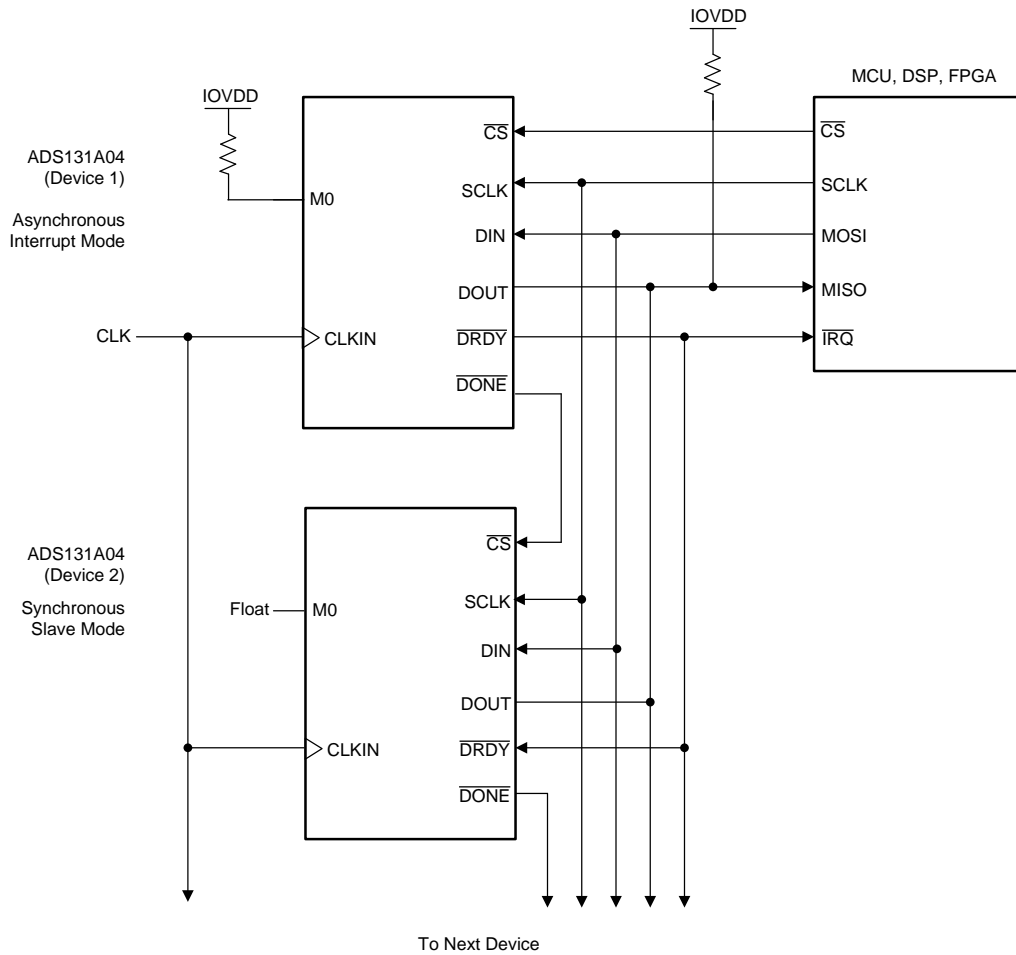 IOVDD
MCU, DSP, FPGA
IOVDD
ADS131A04
(Device 1)
Asynchronous
Interrupt Mode
M0
CS
SCLK
DIN
DOUT
DRDY
DONE
CLK
CLKIN
CS
SCLK
MOSI
MISO
IRQ
ADS131A04
(Device 2)
Synchronous
Slave Mode
Float
M0
CLKIN
CS
SCLK
DIN
DOUT
DRDY
DONE
To Next Device